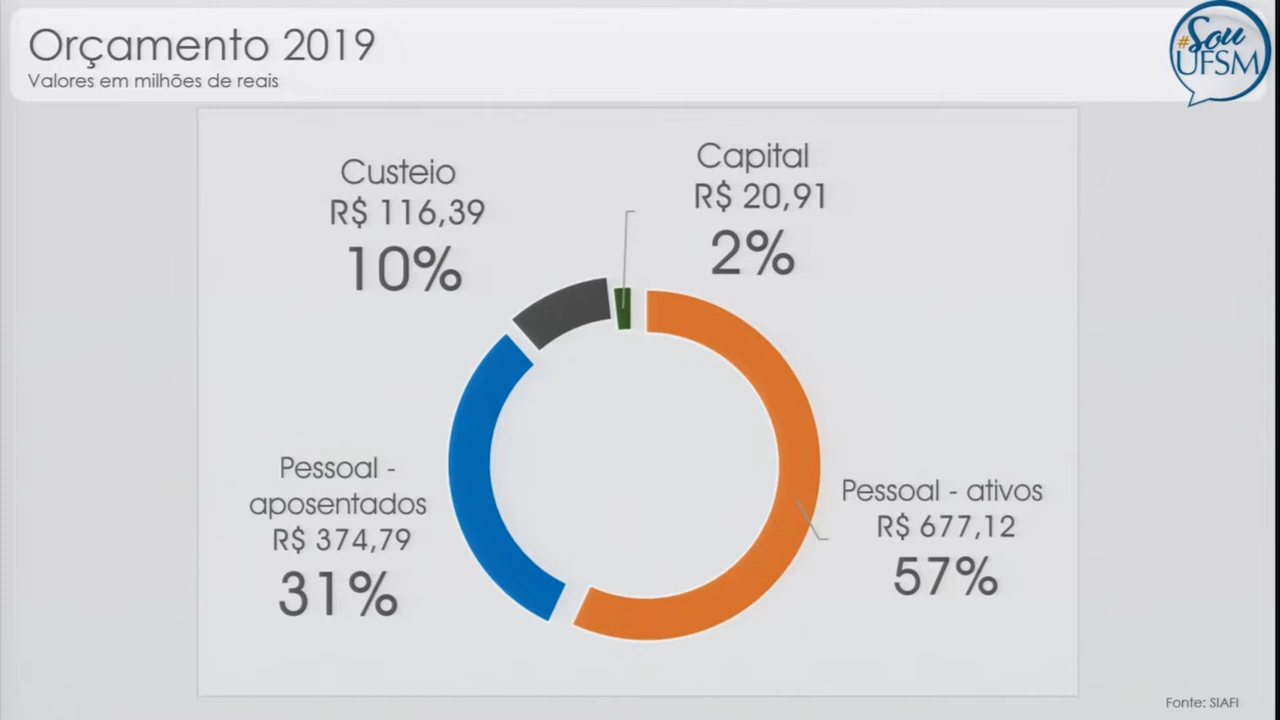 Orçamento 2019
Valores em milhões de reais
#Sou
UFSM
Custeio
R$ 116,39
10%
Capital
R$ 20,91
2%
Pessoal -
aposentados
R$ 374,79
31%
Pessoal - ativos
R$ 677,12
57%
Fonte: SIAFI